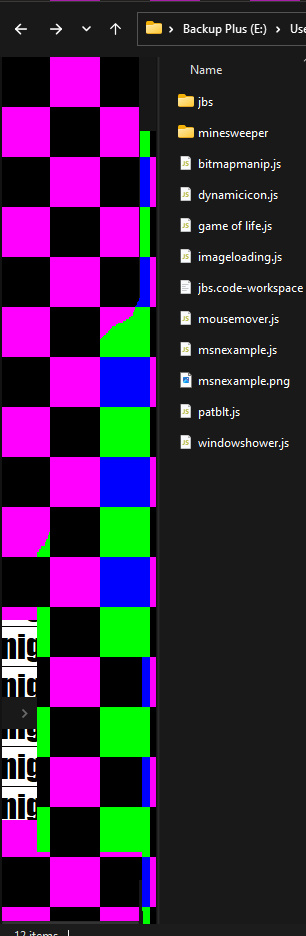 Backup Plus (E:)
Use
Name
jbs
minesweeper
bitmapmanip.js
dynamicicon.js
game of life.js
imageloading.js
jbs.code-workspace
mousemover.js
msnexample.js
msnexample.png
patblt.js
windowshower.js
nig
nig
nig
nig
nig
12 items